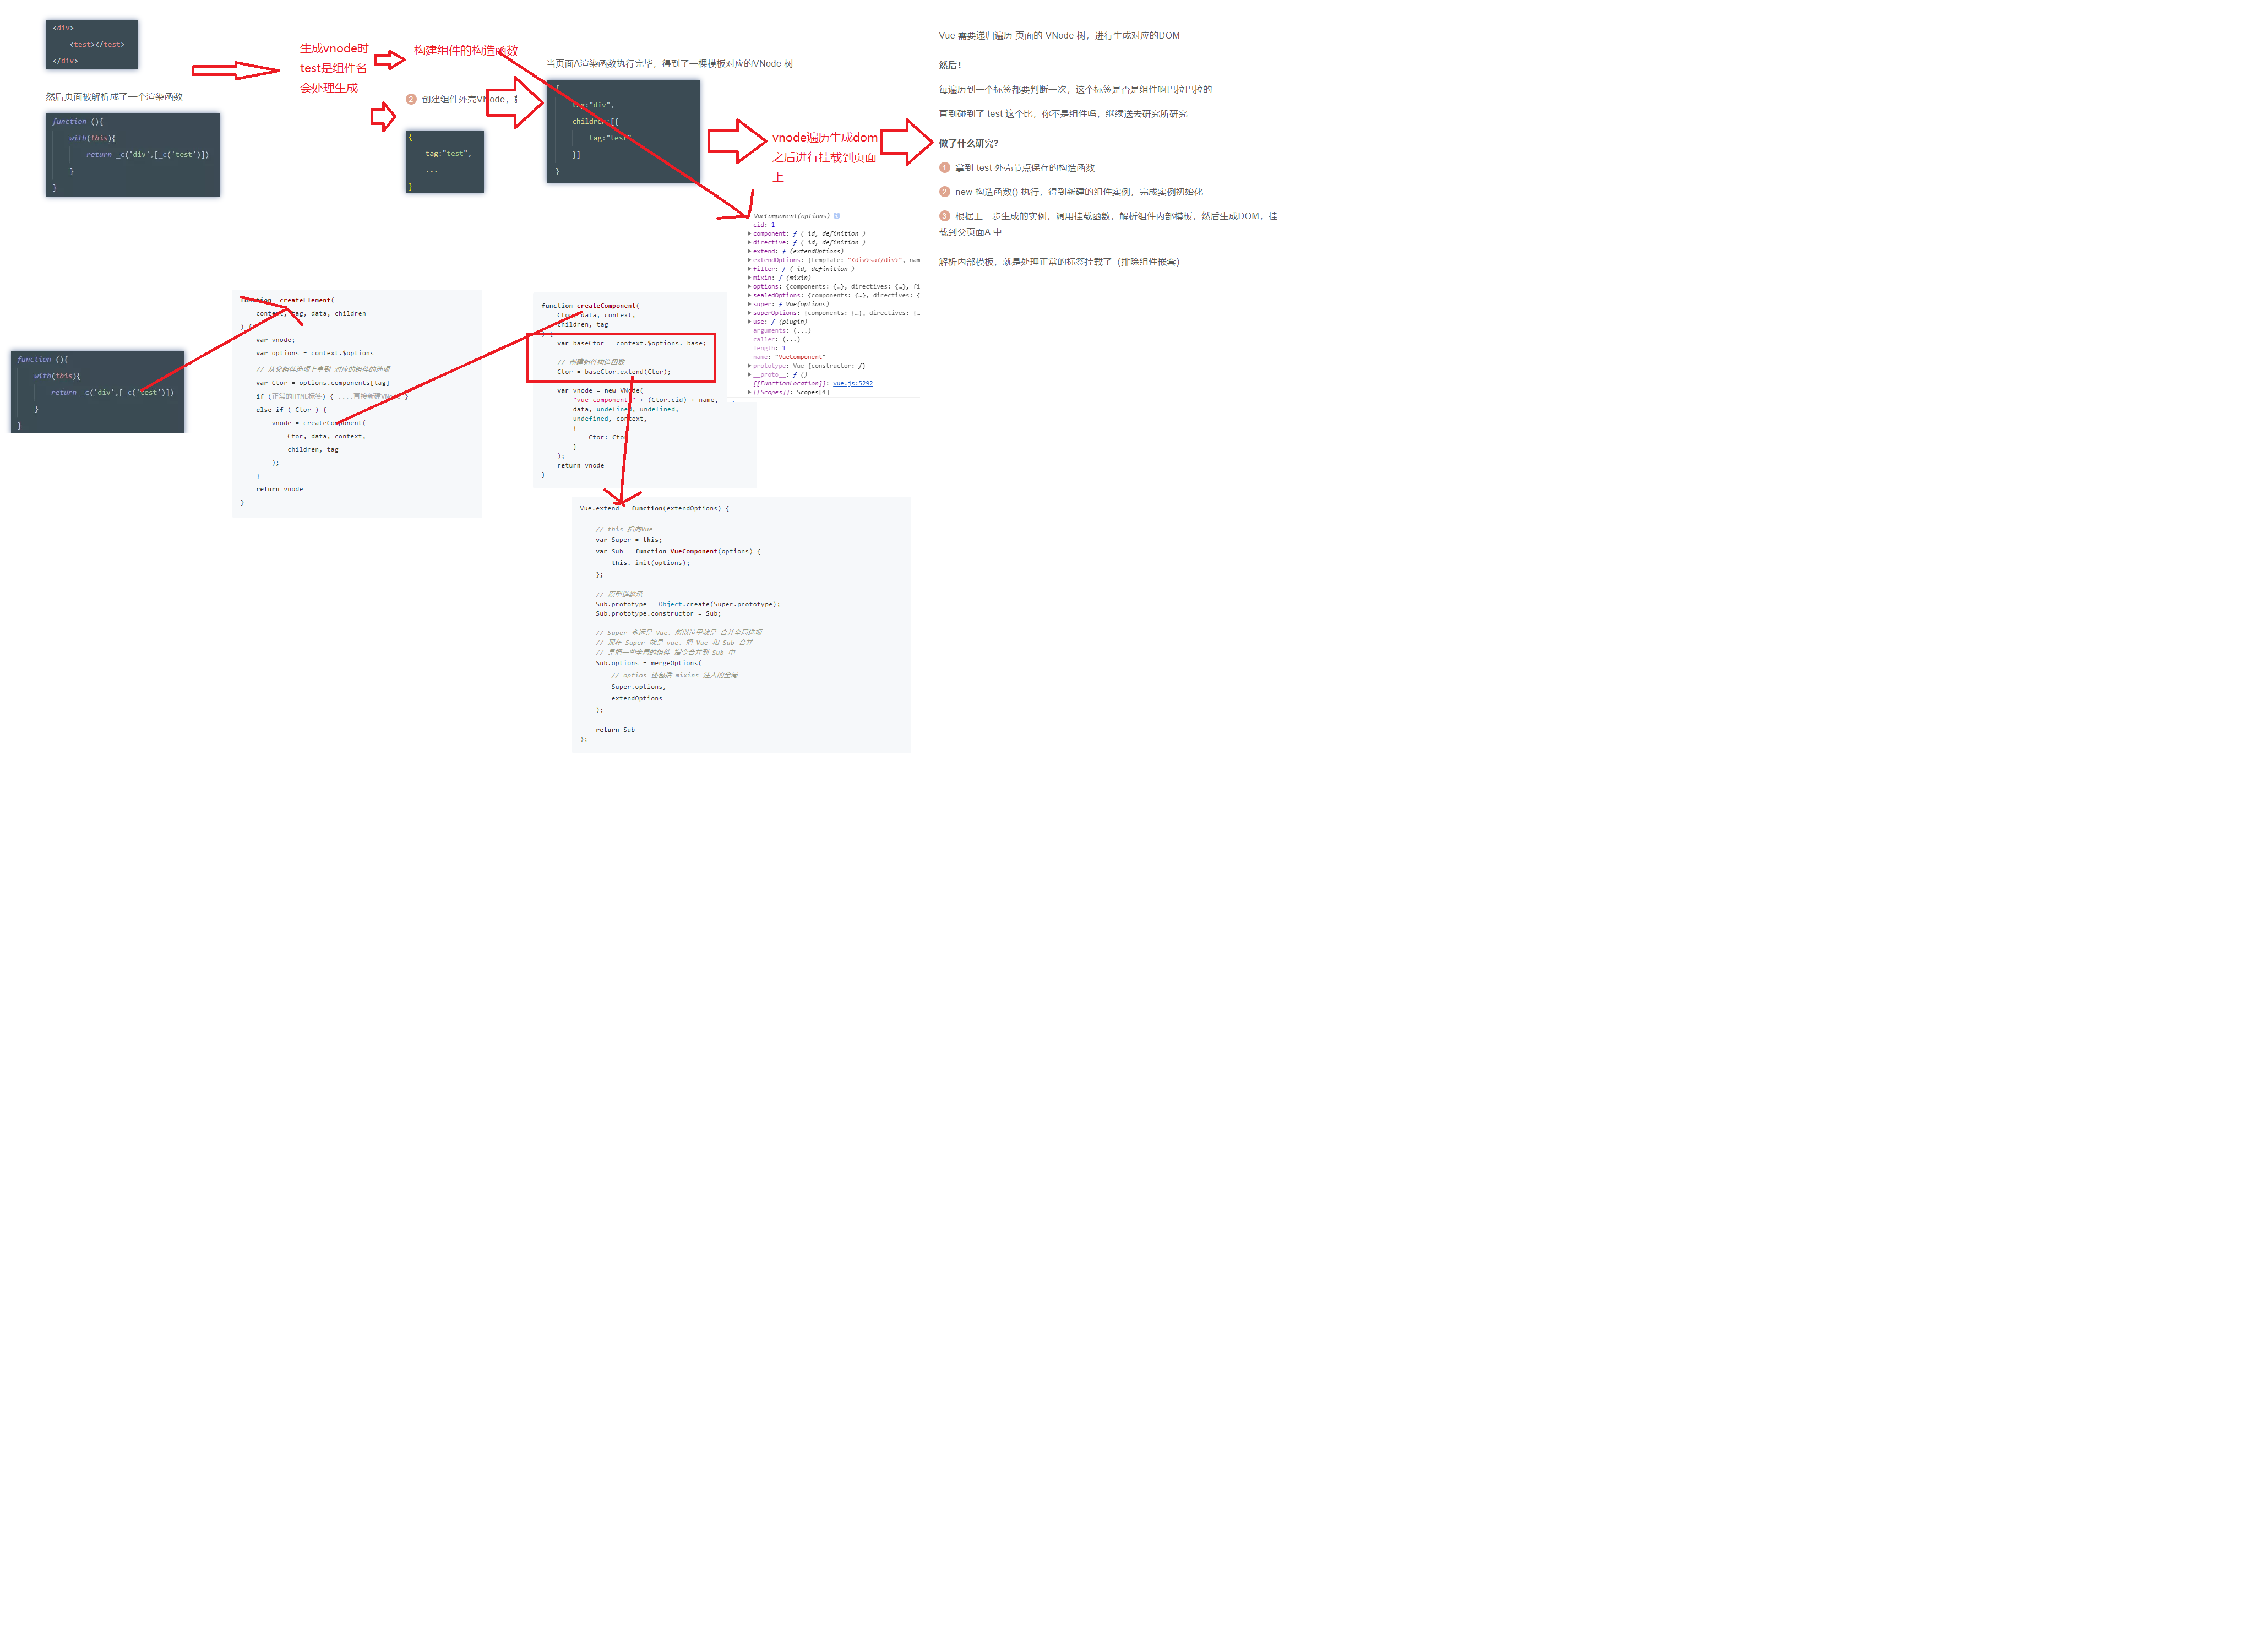 <div>
<test></test>
</div>
然后页面被解析成了一个渲染函数
function (){
with(this){
return _c('div',[_c('test')])
}
}
生成vnode时
test是组件名
会处理生成
构建组件的构造函数
2 创建组件外壳VNode,
{
tag:"test",
...
}
当页面A渲染函数执行完毕，得到了一棵模板对应的VNode 树
{
tag:"div",
children:[{
tag:"test"
}]
}
vnode遍历生成dom
之后进行挂载到页面
上
Vue 需要递归遍历 页面的 VNode 树，进行生成对应的DOM
然后！
每遍历到一个标签都要判断一次，这个标签是否是组件啊巴拉巴拉的
直到碰到了 test 这个比，你不是组件吗，继续送去研究所研究
做了什么研究？
1 拿到 test 外壳节点保存的构造函数
2 new 构造函数() 执行，得到新建的组件实例，完成实例初始化
3 根据上一步生成的实例，调用挂载函数，解析组件内部模板，然后生成DOM，挂
载到父页面A 中
解析内部模板，就是处理正常的标签挂载了（排除组件嵌套）
VueComponent(options)
cid: 1
component: ƒ ( id, definition )
directive: ƒ ( id, definition )
extend: ƒ (extendOptions)
extendOptions: {template: "<div>sa</div>", nam
filter: ƒ ( id, definition )
mixin: ƒ (mixin)
options: {components: {…}, directives: {…}, fi
sealedOptions: {components: {…}, directives: {
super: ƒ Vue(options)
superOptions: {components: {…}, directives: {…
use: ƒ (plugin)
arguments: (...)
caller: (...)
length: 1
name: "VueComponent"
prototype: Vue {constructor: ƒ}
__proto__: ƒ ()
[[FunctionLocation]]: vue.js:5292
[[Scopes]]: Scopes[4]
function (){
with(this){
return _c('div',[_c('test')])
}
}
function _createElement(
context, tag, data, children
) {
var vnode;
var options = context.$options
// 从父组件选项上拿到 对应的组件的选项
var Ctor = options.components[tag]
if (正常的HTML标签) { ....直接新建VNode }
else if ( Ctor ) {
vnode = createComponent(
Ctor, data, context,
children, tag
);
}
return vnode
}
function createComponent(
Ctor, data, context,
children, tag
) {
var baseCtor = context.$options._base;
// 创建组件构造函数
Ctor = baseCtor.extend(Ctor);
var vnode = new VNode(
"vue-component-" + (Ctor.cid) + name,
data, undefined, undefined,
undefined, context,
{
Ctor: Ctor
}
);
return vnode
}
Vue.extend = function(extendOptions) {
// this 指向Vue
var Super = this;
var Sub = function VueComponent(options) {
this._init(options);
};
// 原型链继承
Sub.prototype = Object.create(Super.prototype);
Sub.prototype.constructor = Sub;
// Super 永远是 Vue，所以这里就是 合并全局选项
// 现在 Super 就是 vue，把 Vue 和 Sub 合并
// 是把一些全局的组件 指令合并到 Sub 中
Sub.options = mergeOptions(
// optios 还包括 mixins 注入的全局
Super.options,
extendOptions
);
return Sub
};